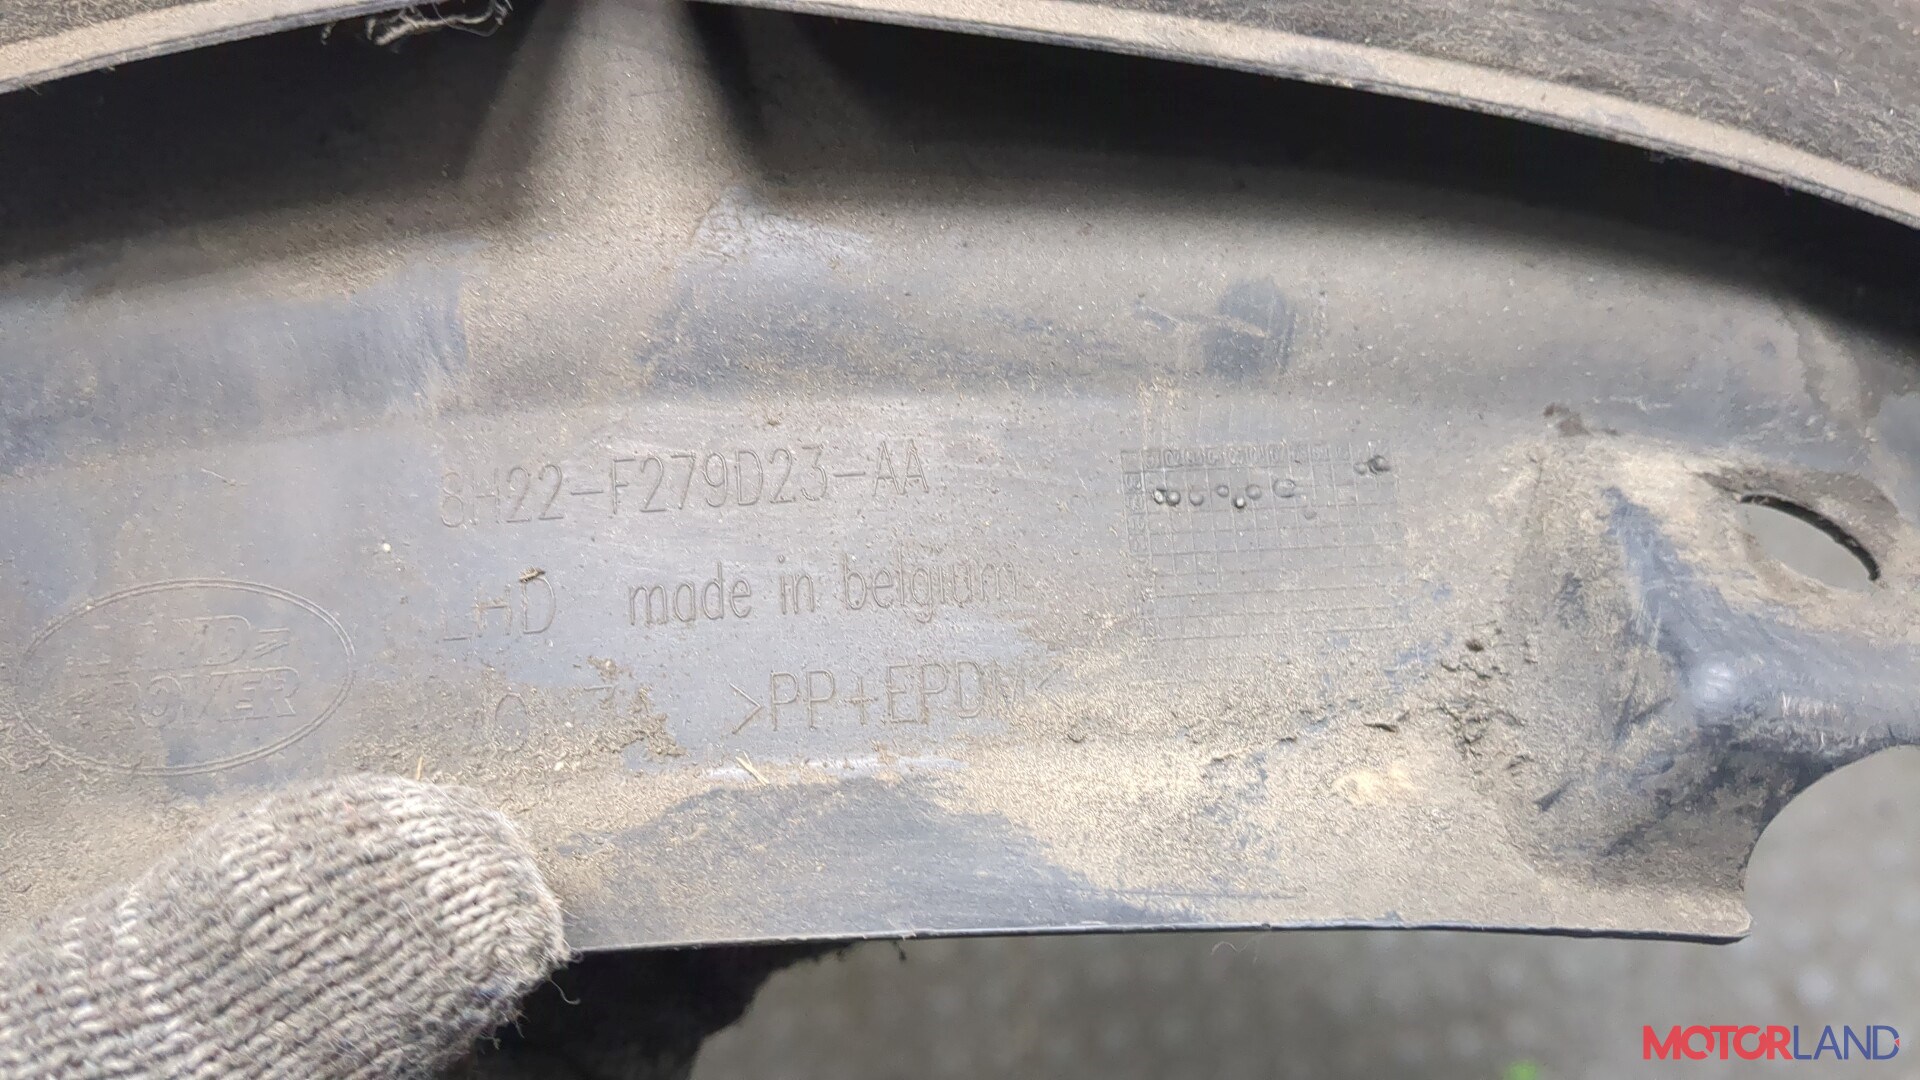 8H22-F279D23-AA
LHD made in belgium
LAND-
ROVER
>PP+EPDM<
MOTORLAND